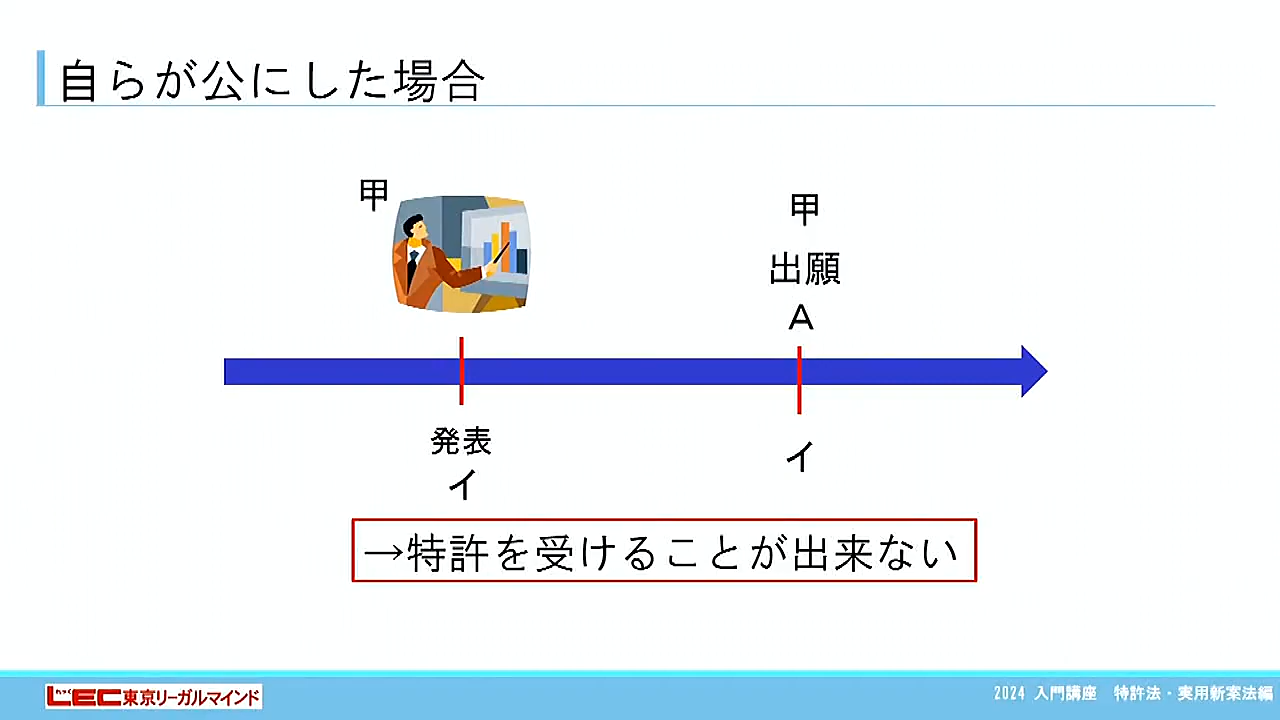 自らが公にした場合
甲
甲
出願
A
発表
イ
イ
→特許を受けることが出来ない
LEC東京リーガルマインド
2024 入門講座 特許法・実用新案法編